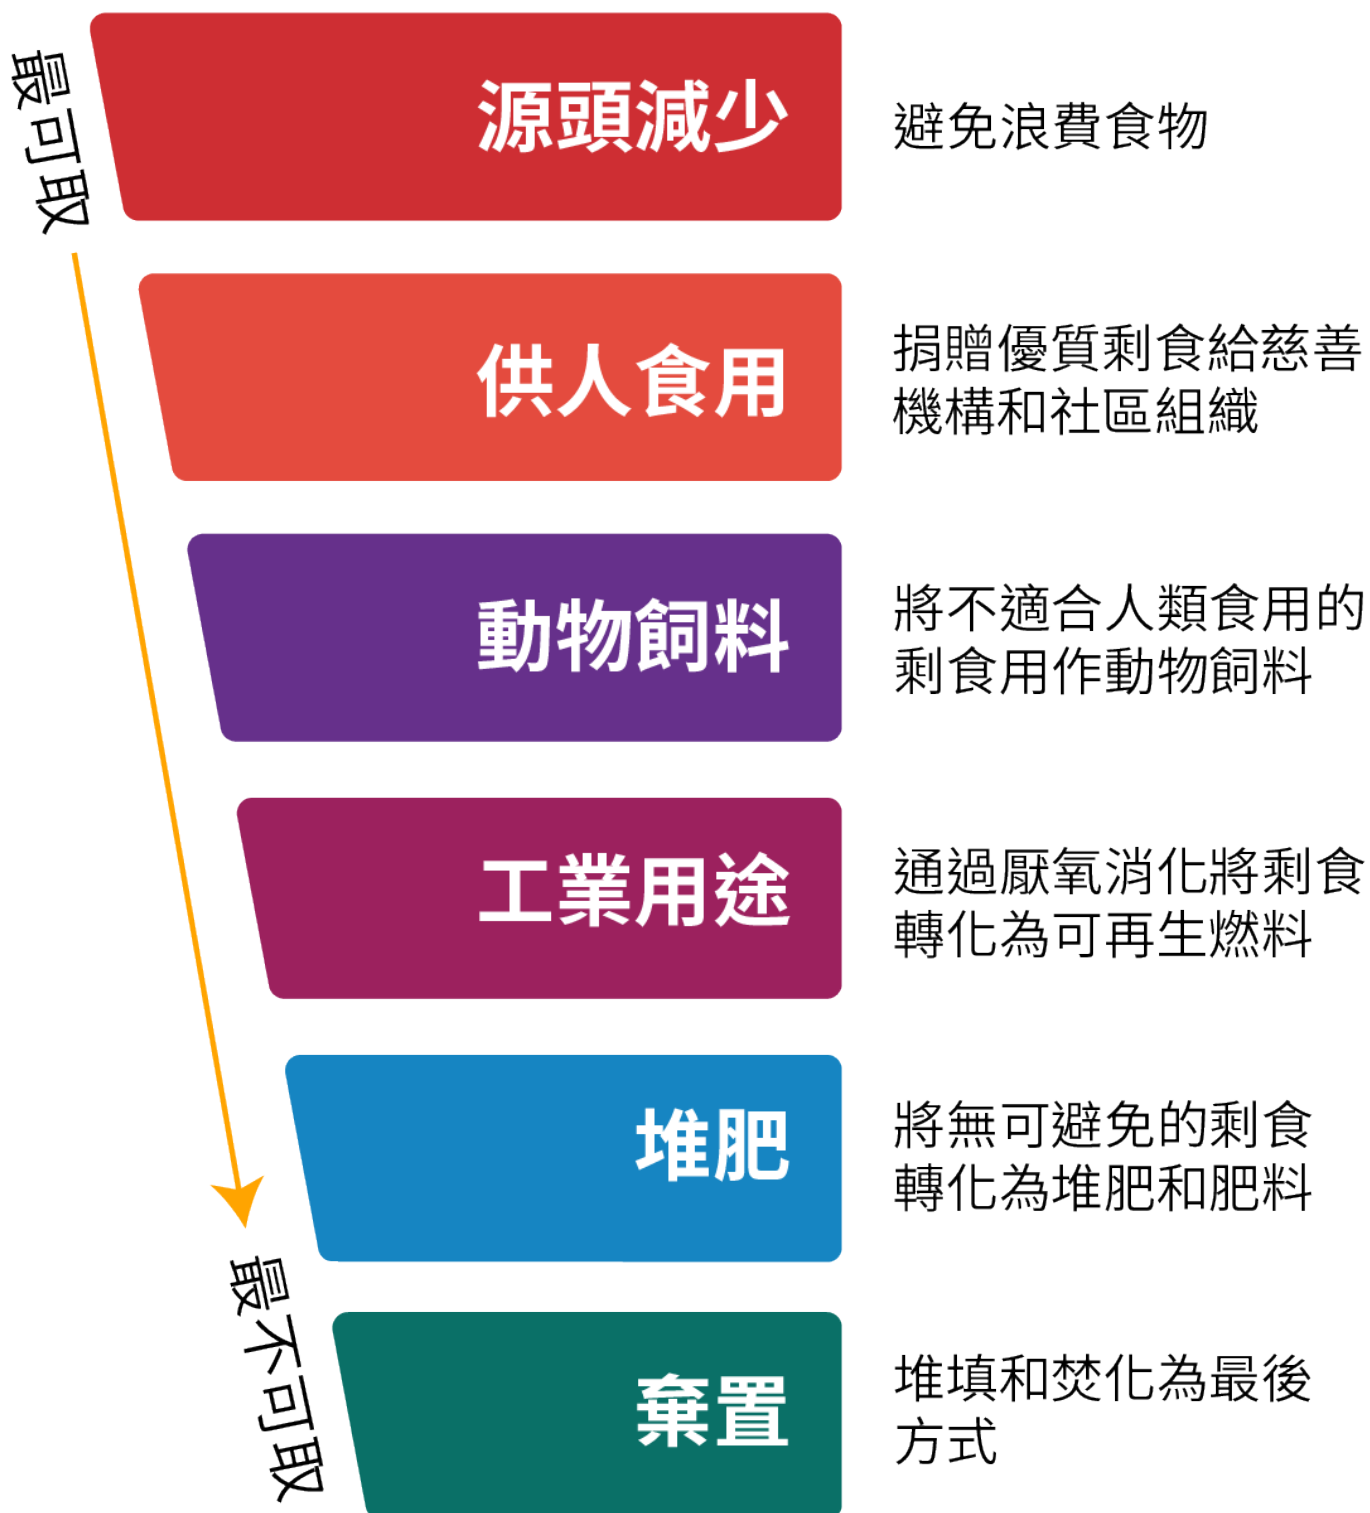 最可取
源頭減少
避免浪費食物
供人食用
捐贈優質剩食給慈善
機構和社區組織
動物飼料
將不適合人類食用的
剩食用作動物飼料
工業用途
通過厭氧消化將剩食
轉化為可再生燃料
堆肥
將無可避免的剩食
轉化為堆肥和肥料
最不可取
棄置
堆填和焚化為最後
方式